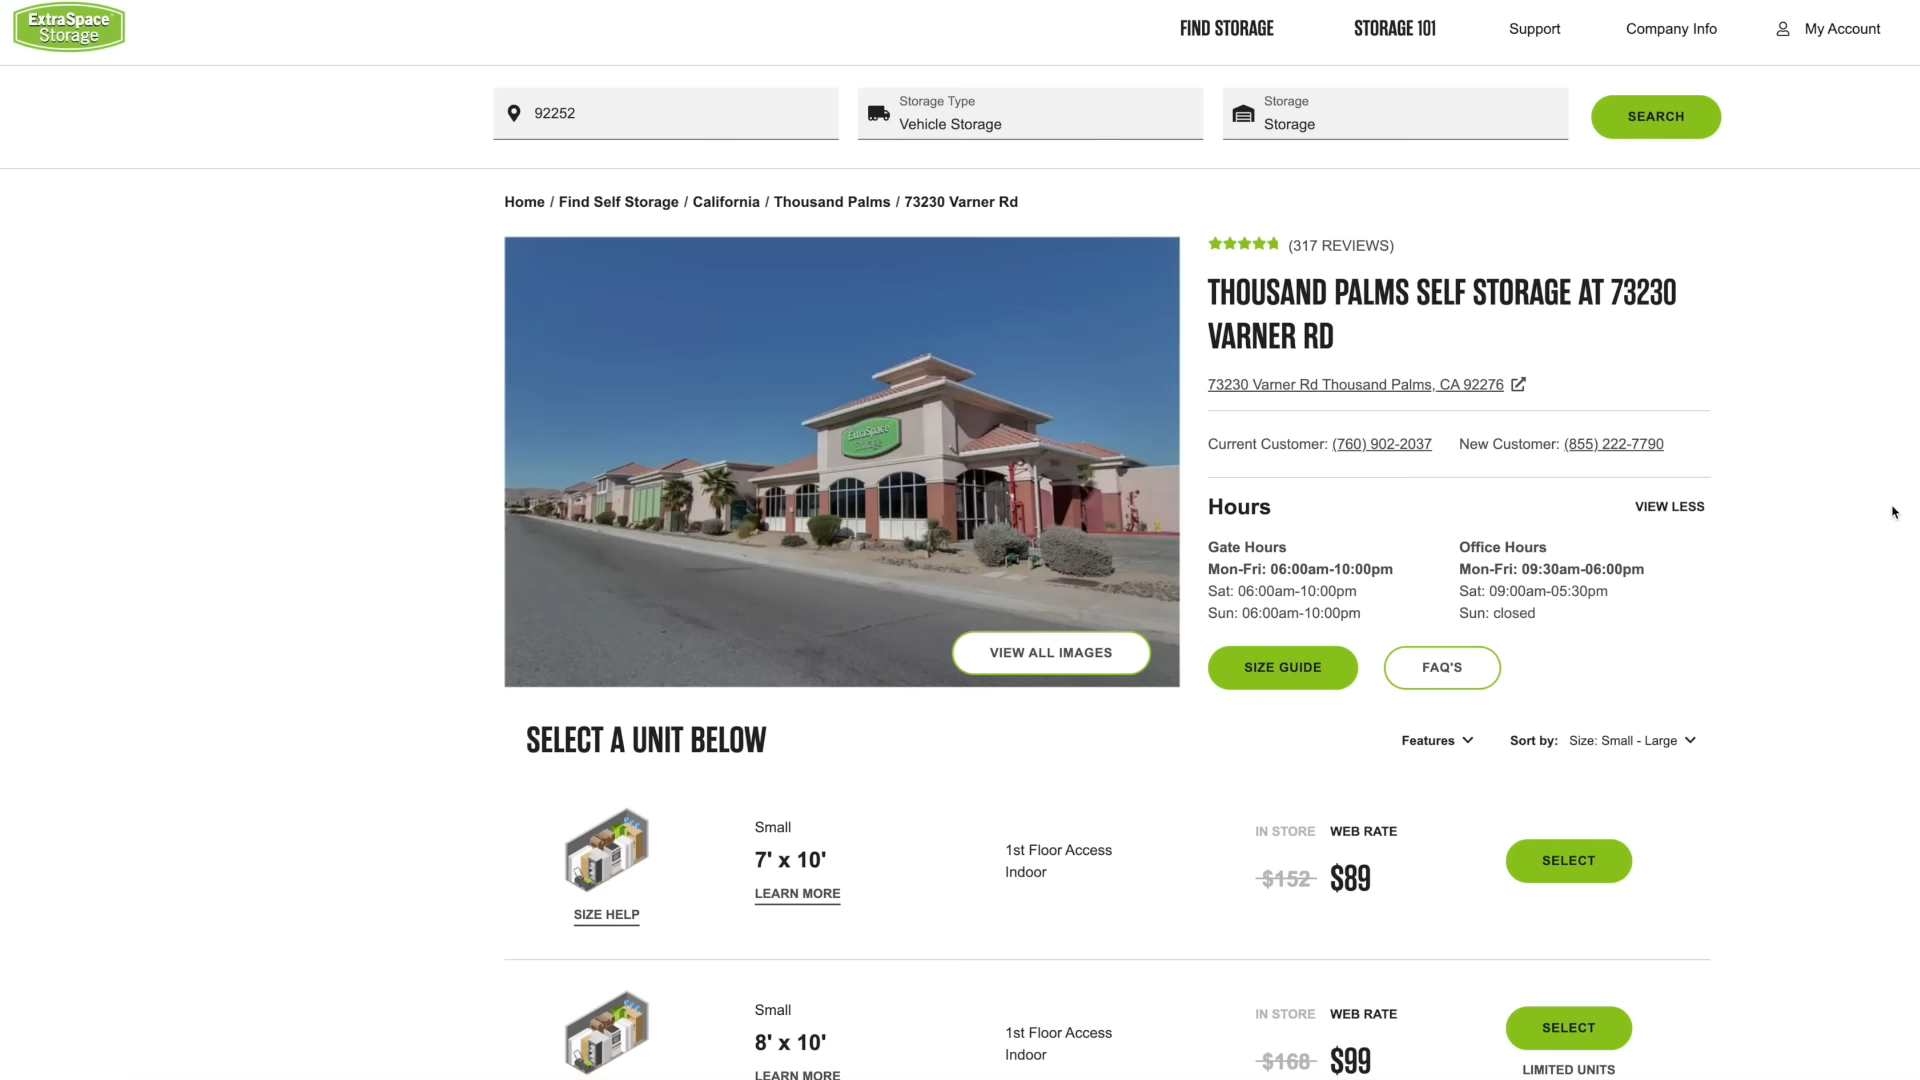 ExtraSpace
Storage
FIND STORAGE
STORAGE 101
Support
Company Info
My Account
92252
Storage Type
Vehicle Storage
Storage
Storage
SEARCH
Home / Find Self Storage / California / Thousand Palms / 73230 Varner Rd
ExtraSpace
Storage
VIEW ALL IMAGES
(317 REVIEWS)
THOUSAND PALMS SELF STORAGE AT 73230
VARNER RD
73230 Varner Rd Thousand Palms, CA 92276
Current Customer: (760) 902-2037
New Customer: (855) 222-7790
Hours
VIEW LESS
Gate Hours
Mon-Fri: 06:00am-10:00pm
Sat: 06:00am-10:00pm
Sun: 06:00am-10:00pm
Office Hours
Mon-Fri: 09:30am-06:00pm
Sat: 09:00am-05:30pm
Sun: closed
SIZE GUIDE
FAQ'S
SELECT A UNIT BELOW
Features
Sort by: Size: Small - Large
SIZE HELP
Small
7' x 10'
LEARN MORE
1st Floor Access
Indoor
IN STORE WEB RATE
$152 $89
SELECT
Small
8' x 10'
LEARN MORE
1st Floor Access
Indoor
IN STORE WEB RATE
$168 $99
SELECT
LIMITED UNITS